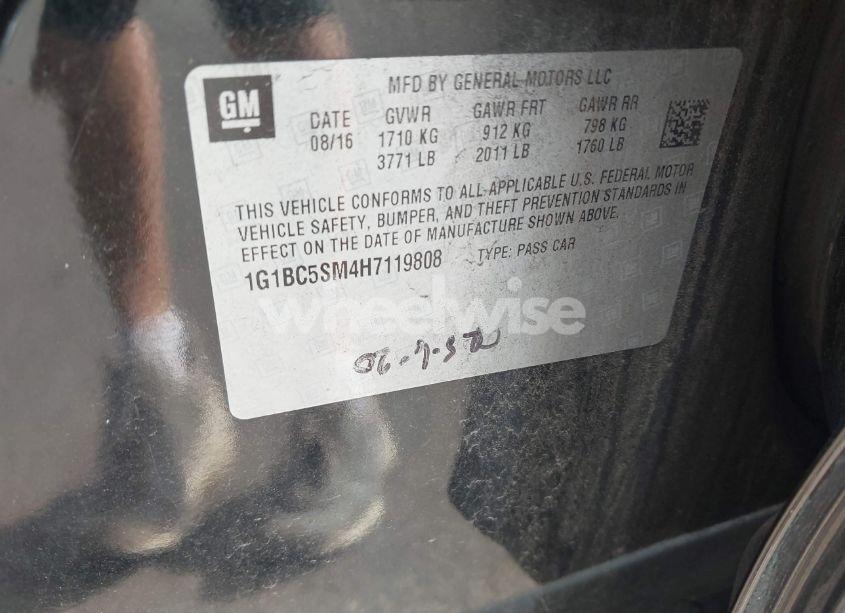 GM
MFD BY GENERAL MOTORS LLC
DATE GVWR GAWR FRT GAWR RR
08/16 1710 KG 912 KG 798 KG
3771 LB 2011 LB 1760 LB
THIS VEHICLE CONFORMS TO ALL APPLICABLE U.S. FEDERAL MOTOR
VEHICLE SAFETY, BUMPER, AND THEFT PREVENTION STANDARDS IN
EFFECT ON THE DATE OF MANUFACTURE SHOWN ABOVE.
1G1BC5SM4H7119808 TYPE: PASS CAR
wheelwise